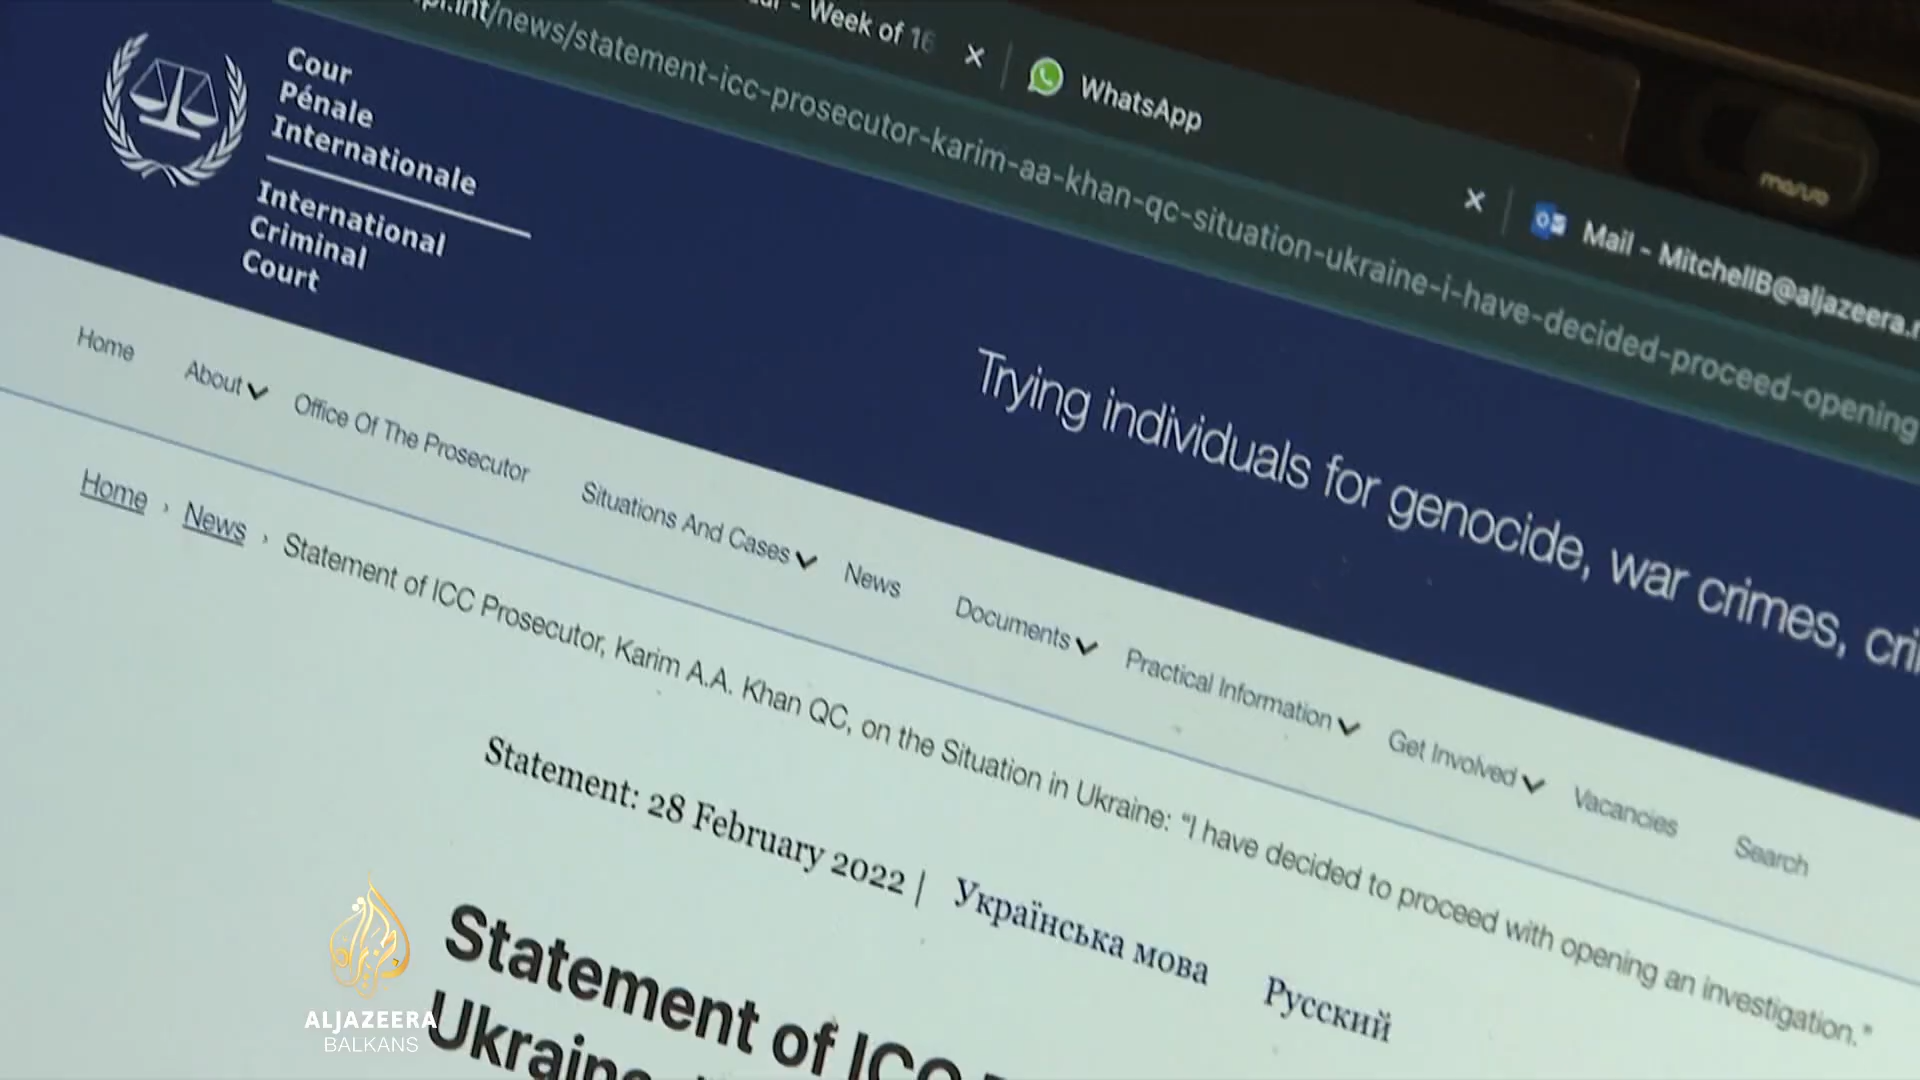 - Week of 16
WhatsApp
Mail - MitchellB@aljazeera.
/news/statement-icc-prosecutor-karim-aa-khan-qc-situation-ukraine-i-have-decided-proceed-opening
Cour
Pénale
Internationale
International
Criminal
Court
Trying individuals for genocide, war crimes,
Home
About
Office Of The Prosecutor
Situations And Cases
News
Documents
Practical Information
Get Involved
Vacancies
Search
Home › News › Statement of ICC Prosecutor, Karim A.A. Khan QC, on the Situation in Ukraine: “I have decided to proceed with opening an investigation.”
Statement: 28 February 2022 | Українська мова Русский
Statement of ICC
Ukraine
ALJAZEERA
BALKANS